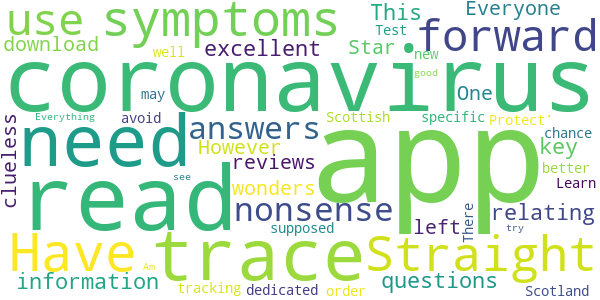 use symptoms This Everyone
download Test forward
well excellent Star new
good
coronavirus
may One
Everything avoid Scottish specific Protect'
clueless need answers app chance
However key
read reviews better
see wonders Learn
nonsense left There relating
supposed try
Have trace Straight
Am information questions
tracking dedicated order Scotland